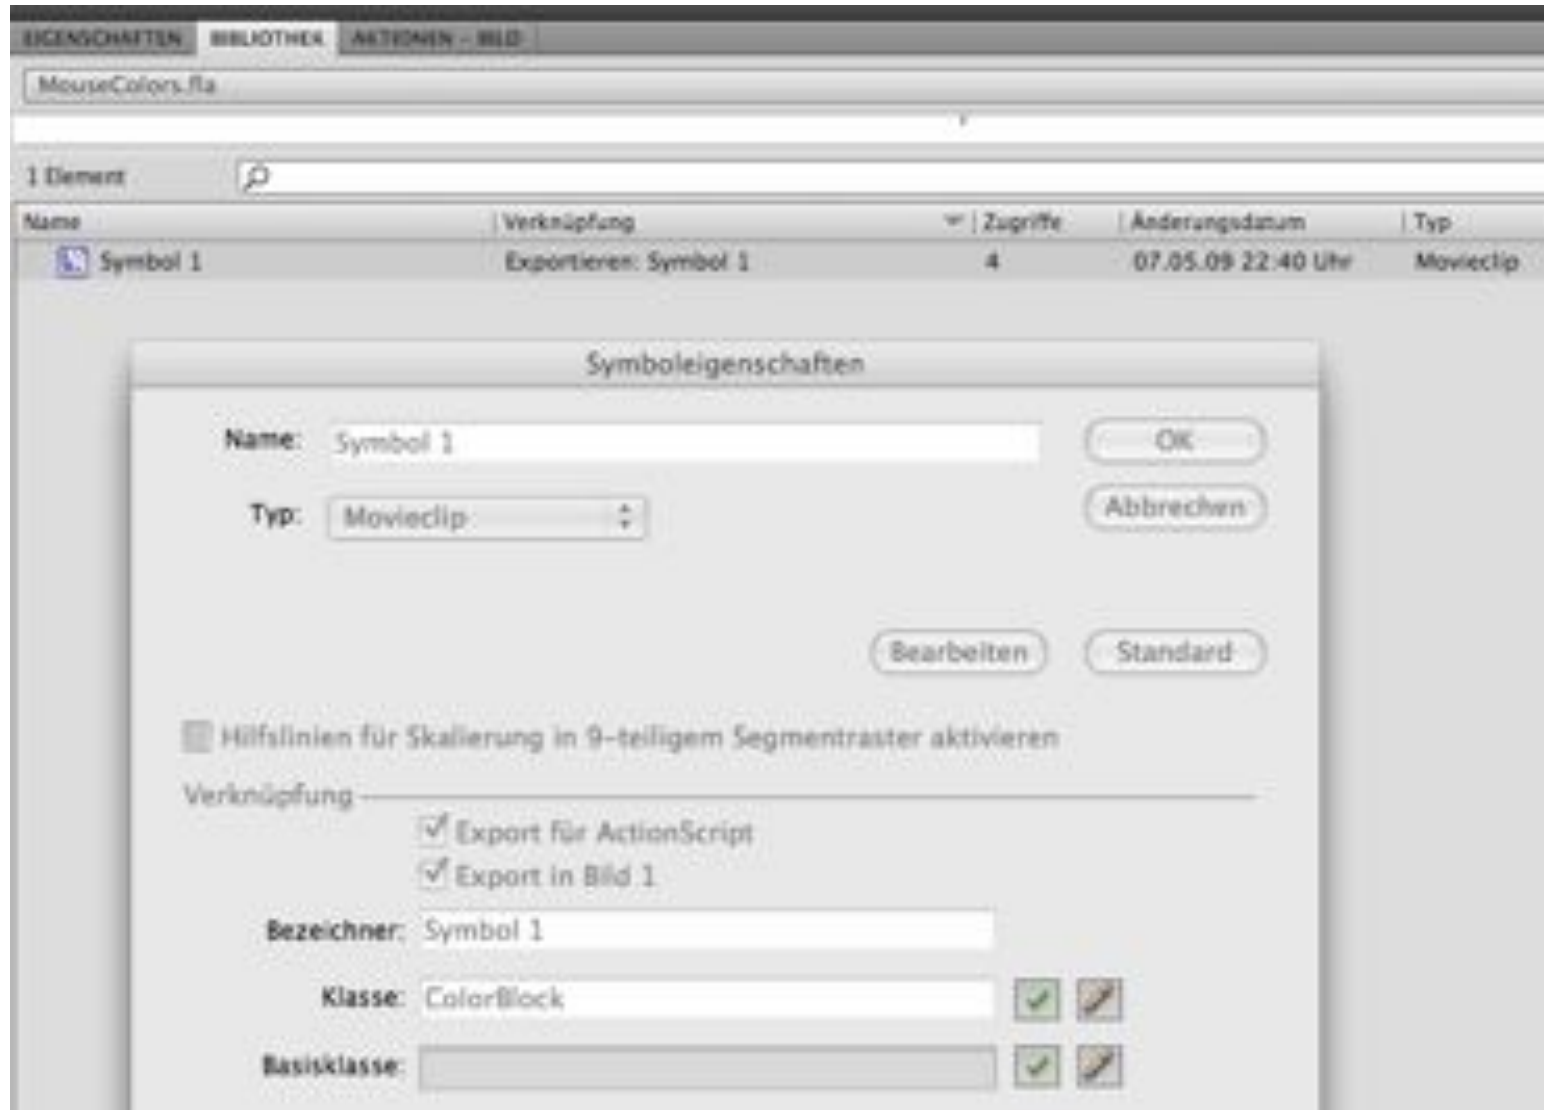 EIGENSCHAFTEN BIBLIOTHEK AKTIONEN – BILD
MouseColors.fla
1 Element
Name Verknüpfung Zugriffe Änderungsdatum Typ
Symbol 1 Exportieren: Symbol 1 4 07.05.09 22:40 Uhr Movieclip
Symboleigenschaften
Name: Symbol 1 OK
Typ: Movieclip Abbrechen
Bearbeiten Standard
Hilfslinien für Skalierung in 9-teiligem Segmentraster aktivieren
Verknüpfung
Export für ActionScript
Export in Bild 1
Bezeichner: Symbol 1
Klasse: ColorBlock
Basisklasse: